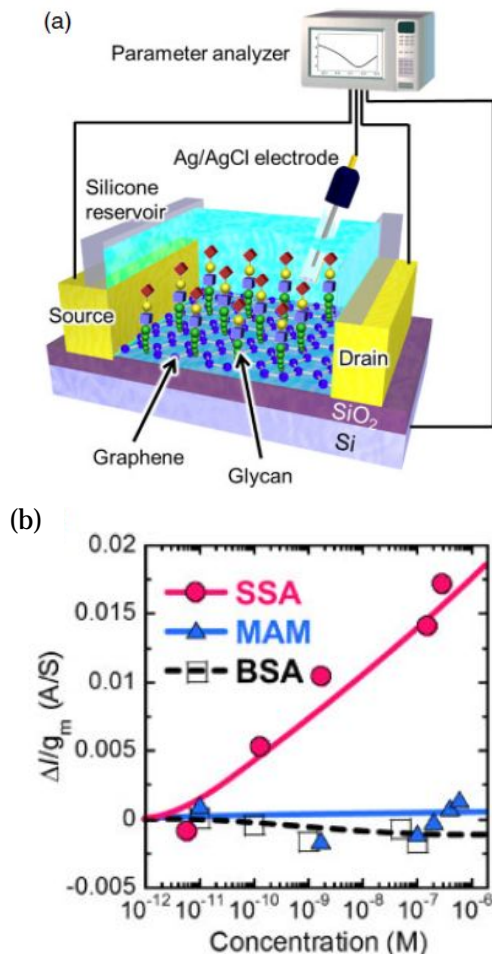 (a)
Parameter analyzer
Ag/AgCl electrode
Silicone
reservoir
Source
Drain
SiO₂
Si
Graphene
Glycan
(b)
0.02
0.015
0.01
0.005
0
-0.005
ΔI/gₘ (A/S)
SSA
MAM
BSA
10⁻¹² 10⁻¹¹ 10⁻¹⁰ 10⁻⁹ 10⁻⁸ 10⁻⁷ 10⁻⁶
Concentration (M)